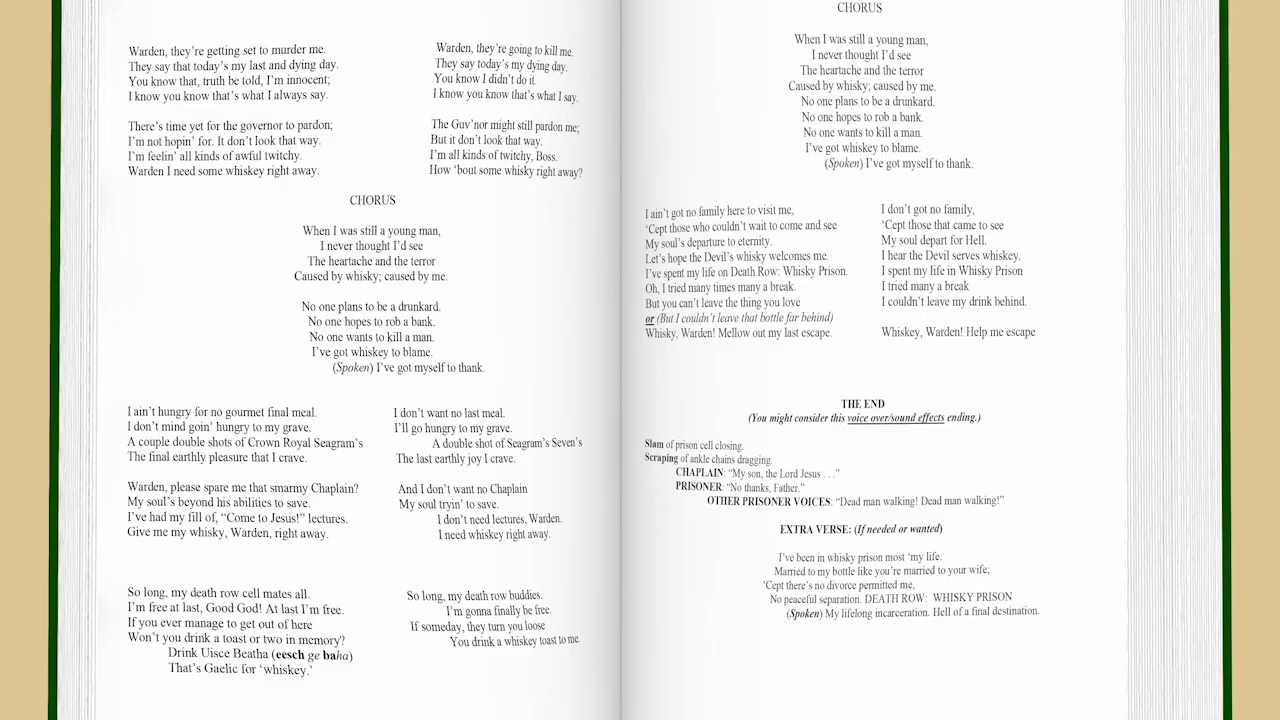 Warden, they're getting set to murder me.
They say that today's my last and dying day.
You know that, truth be told, I'm innocent;
I know you know that's what I always say.
There's time yet for the governor to pardon;
I'm not hopin' for. It don't look that way.
I'm feelin' all kinds of awful twitchy.
Warden I need some whiskey right away.
Warden, they're going to kill me.
They say today's my dying day.
You know I didn't do it.
I know you know that's what I say.
The Guv'nor might still pardon me;
But it don't look that way.
I'm all kinds of twitchy, Boss.
How 'bout some whisky right away?
CHORUS
When I was still a young man,
I never thought I'd see
The heartache and the terror
Caused by whisky; caused by me.
No one plans to be a drunkard.
No one hopes to rob a bank.
No one wants to kill a man.
I've got whiskey to blame.
(Spoken) I've got myself to thank.
I ain't hungry for no gourmet final meal.
I don't mind goin' hungry to my grave.
A couple double shots of Crown Royal Seagram's
The final earthly pleasure that I crave.
Warden, please spare me that smarmy Chaplain?
My soul's beyond his abilities to save.
I've had my fill of, "Come to Jesus!" lectures.
Give me my whisky, Warden, right away.
I don't want no last meal.
I'll go hungry to my grave.
A double shot of Seagram's Seven's
The last earthly joy I crave.
And I don't want no Chaplain
My soul tryin' to save.
I don't need lectures, Warden.
I need whiskey right away.
So long, my death row cell mates all.
I'm free at last, Good God! At last I'm free.
If you ever manage to get out of here
Won't you drink a toast or two in memory?
Drink Uisce Beatha (eesch ge baha)
That's Gaelic for 'whiskey.'
So long, my death row buddies.
I'm gonna finally be free.
If someday, they turn you loose
You drink a whiskey toast to me.
CHORUS
When I was still a young man,
I never thought I'd see
The heartache and the terror
Caused by whisky; caused by me.
No one plans to be a drunkard.
No one hopes to rob a bank.
No one wants to kill a man.
I've got whiskey to blame.
(Spoken) I've got myself to thank.
I ain't got no family here to visit me,
'Cept those who couldn't wait to come and see
My soul's departure to eternity.
Let's hope the Devil's whisky welcomes me.
I've spent my life on Death Row: Whisky Prison.
Oh, I tried many times many a break.
But you can't leave the thing you love
or (But I couldn't leave that bottle far behind)
Whisky, Warden! Mellow out my last escape.
I don't got no family,
'Cept those that came to see
My soul depart for Hell.
I hear the Devil serves whiskey.
I spent my life in Whisky Prison
I tried many a break
I couldn't leave my drink behind.
Whiskey, Warden! Help me escape
THE END
(You might consider this voice over/sound effects ending.)
Slam of prison cell closing.
Scraping of ankle chains dragging.
CHAPLAIN: "My son, the Lord Jesus . . ."
PRISONER: "No thanks, Father."
OTHER PRISONER VOICES: "Dead man walking! Dead man walking!"
EXTRA VERSE: (If needed or wanted)
I've been in whisky prison most 'my life.
Married to my bottle like you're married to your wife;
'Cept there's no divorce permitted me,
No peaceful separation. DEATH ROW: WHISKY PRISON
(Spoken) My lifelong incarceration. Hell of a final destination.